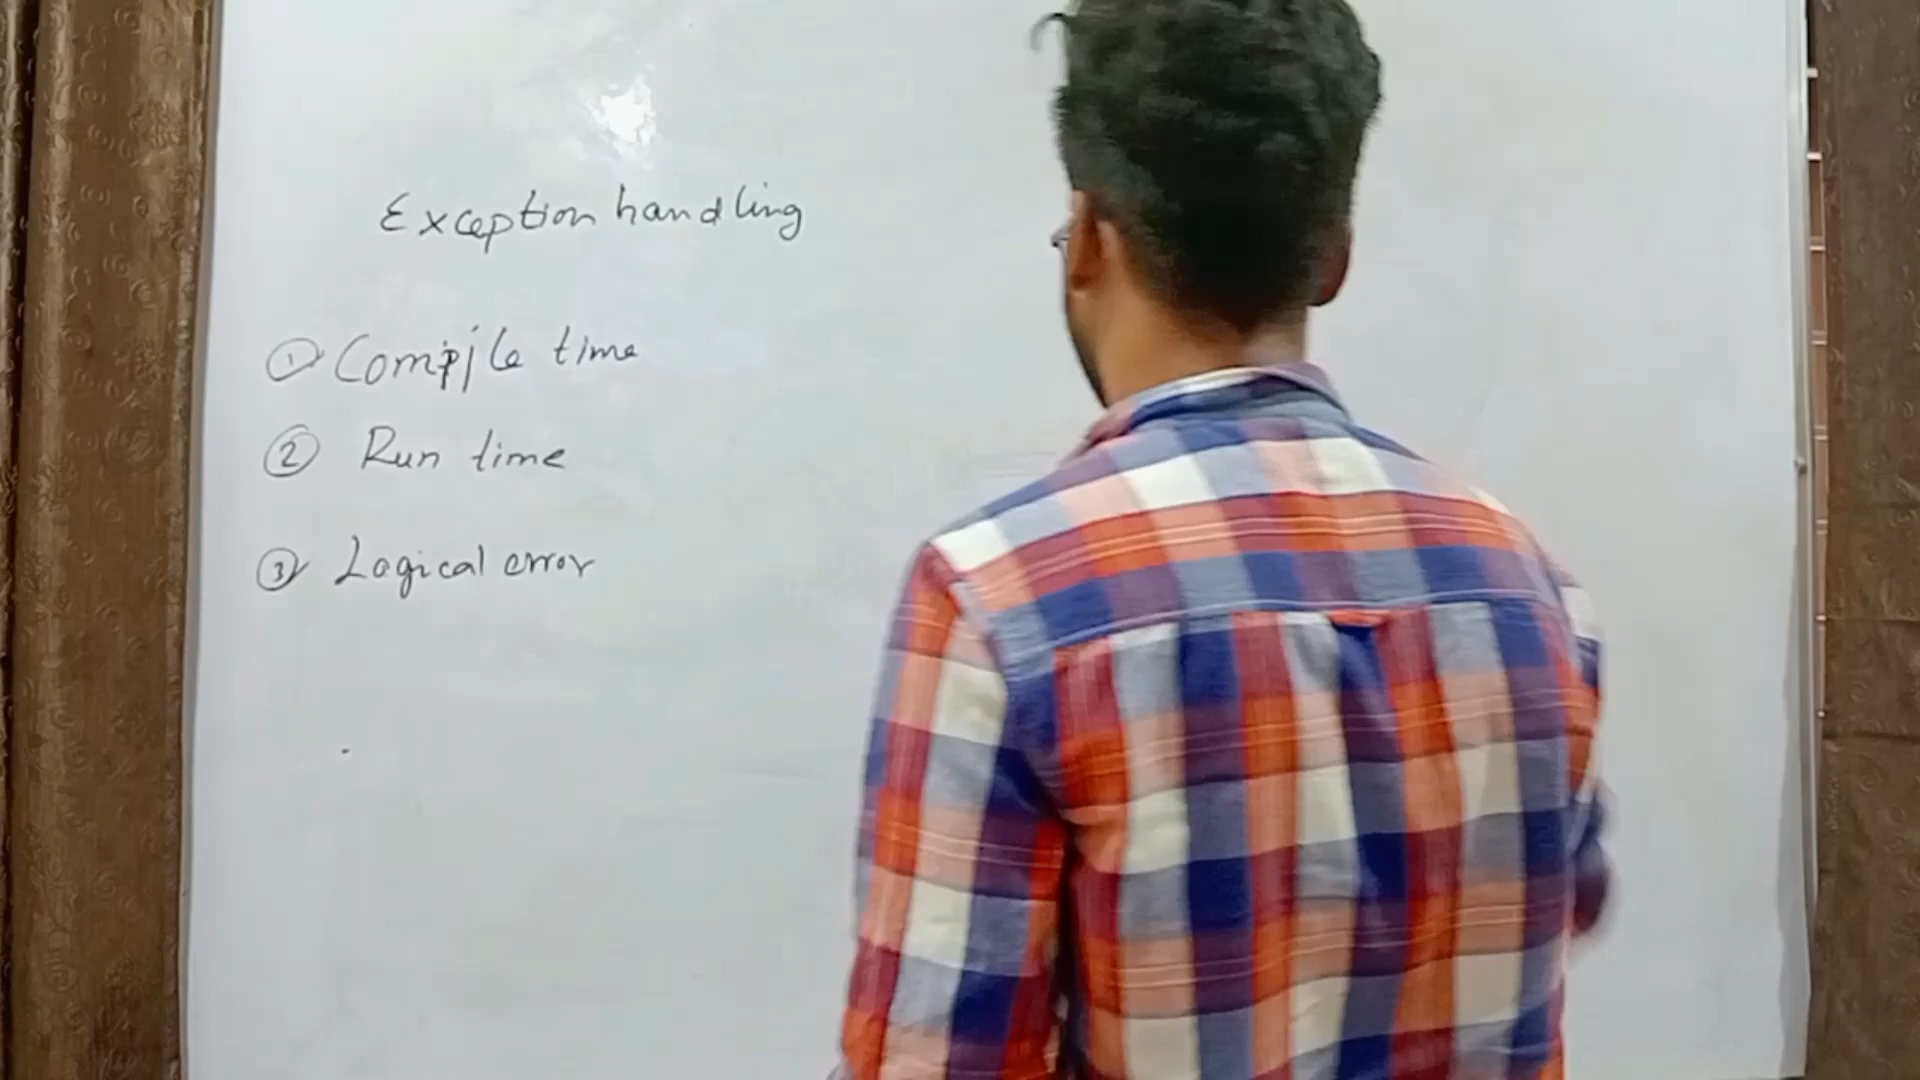 Exception handling
① Compile time
② Run time
③ Logical error